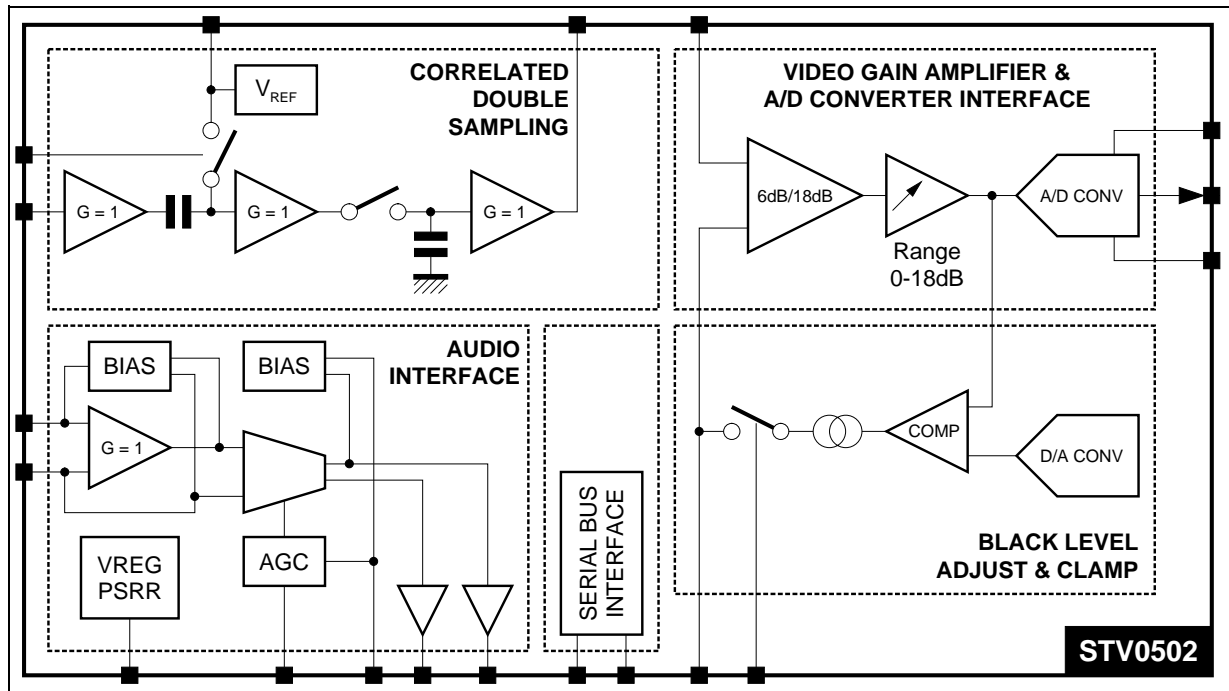 CORRELATED
DOUBLE
SAMPLING
VREF
G = 1
G = 1
G = 1
VIDEO GAIN AMPLIFIER &
A/D CONVERTER INTERFACE
6dB/18dB
A/D CONV
Range
0-18dB
AUDIO
INTERFACE
BIAS
BIAS
G = 1
VREG
PSRR
AGC
SERIAL BUS
INTERFACE
COMP
D/A CONV
BLACK LEVEL
ADJUST & CLAMP
STV0502